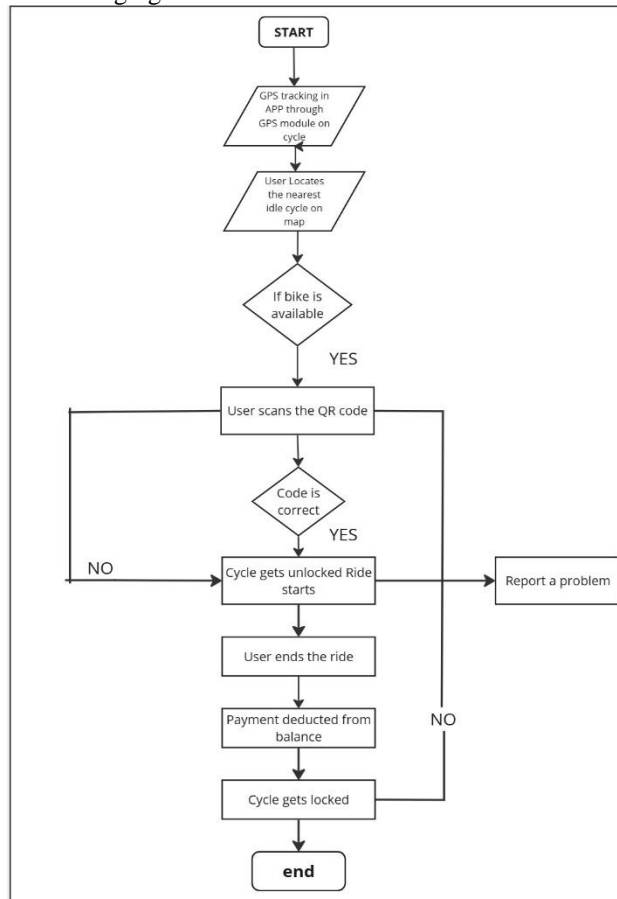 START
GPS tracking in
APP through
GPS module on
cycle
User Locates
the nearest
idle cycle on
map
If bike is
available
YES
User scans the QR code
Code is
correct
YES
NO
Cycle gets unlocked Ride
starts
Report a problem
User ends the ride
Payment deducted from
balance
NO
Cycle gets locked
end